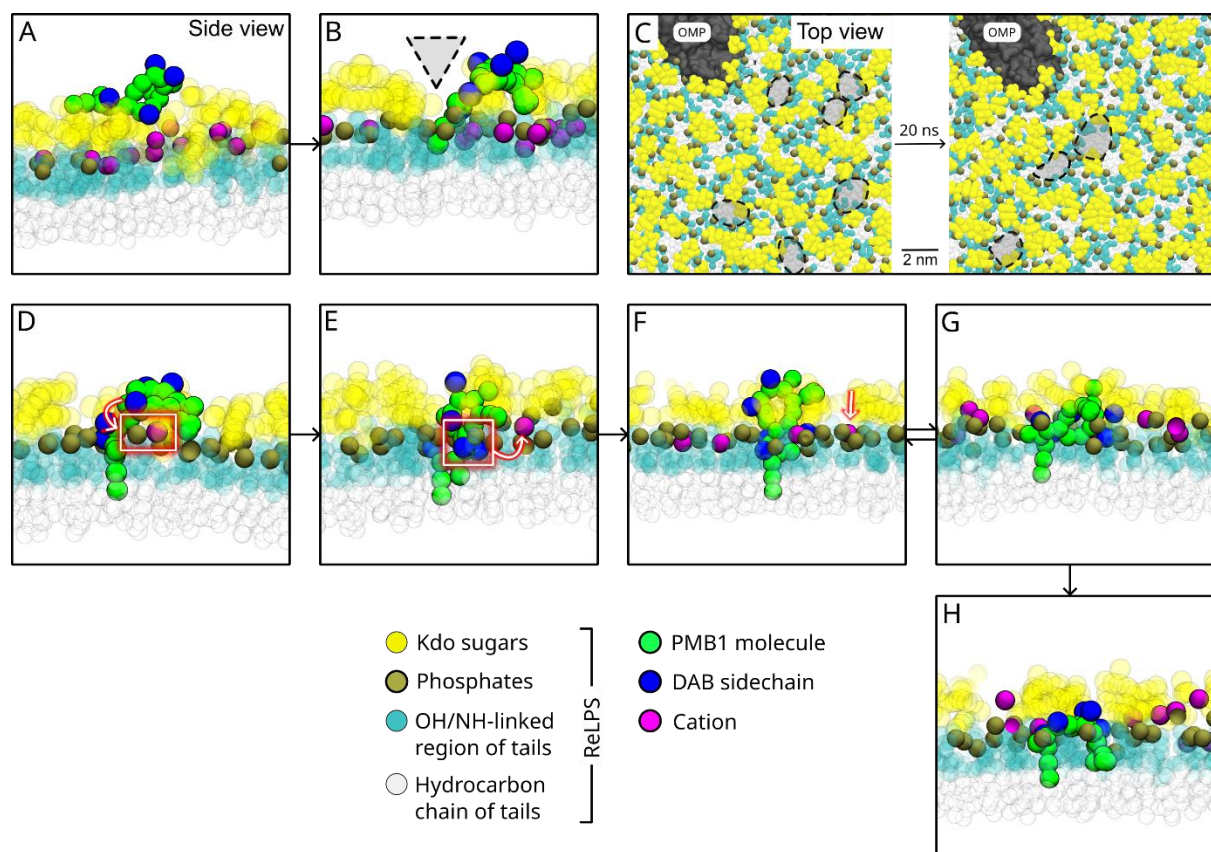 A
Side view
B
C
OMP
Top view
OMP
20 ns
2 nm
D
E
F
G
H
Kdo sugars
Phosphates
OH/NH-linked
region of tails
Hydrocarbon
chain of tails
ReLPS
PMB1 molecule
DAB sidechain
Cation